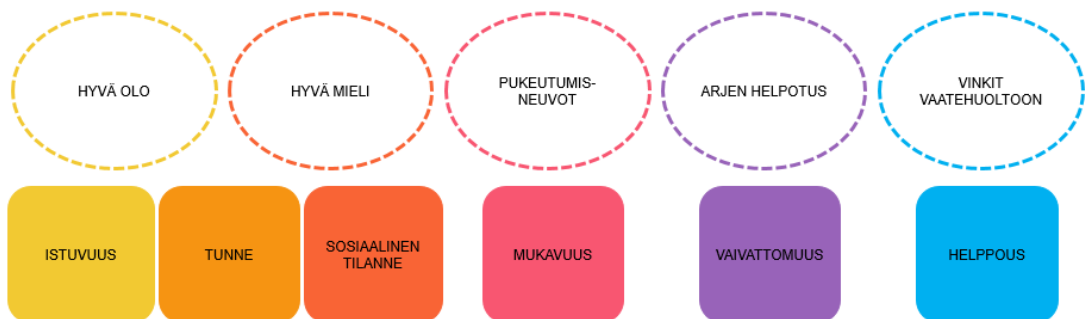 HYVÄ OLO
HYVÄ MIELI
PUKEUTUMIS-
NEUVOT
ARJEN HELPOTUS
VINKIT
VAATEHUOLTOON
ISTUVUUS
TUNNE
SOSIAALINEN
TILANNE
MUKAVUUS
VAIVATTOMUUS
HELPPOUS